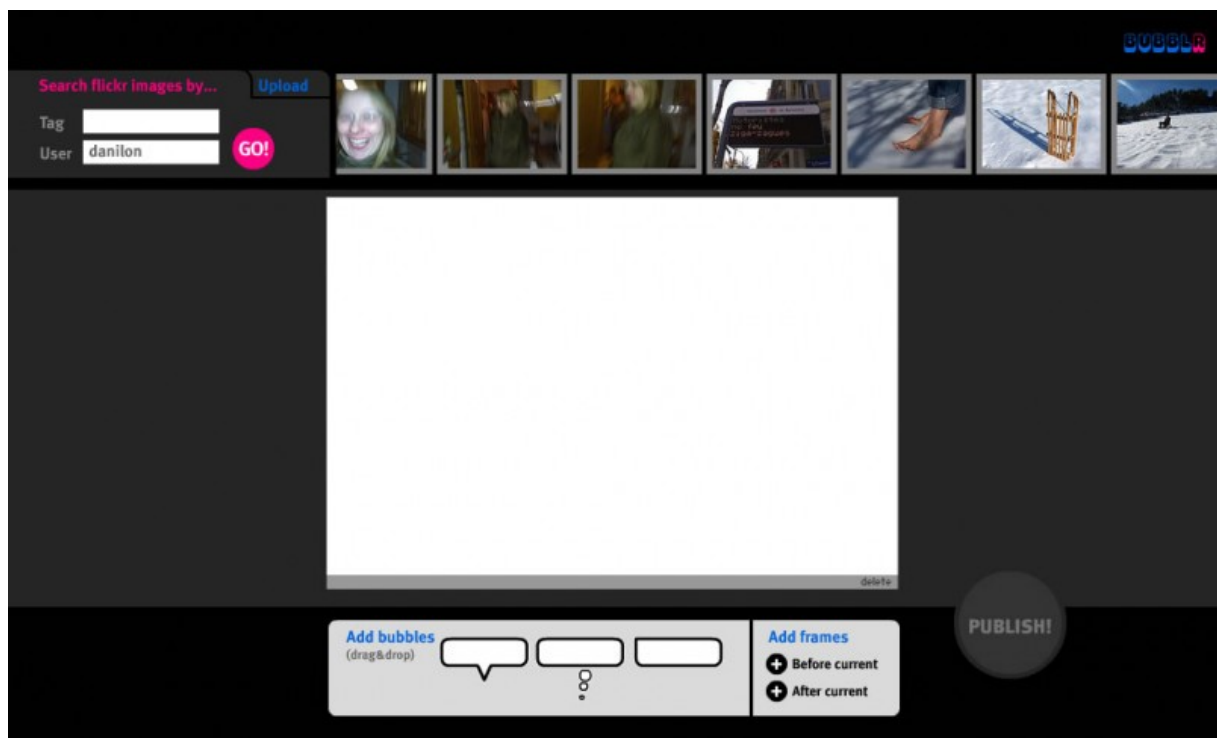 BUBBLR
Search flickr images by...
Upload
Tag
User danilon
GO!
delete
Add bubbles
(drag&drop)
Add frames
Before current
After current
PUBLISH!